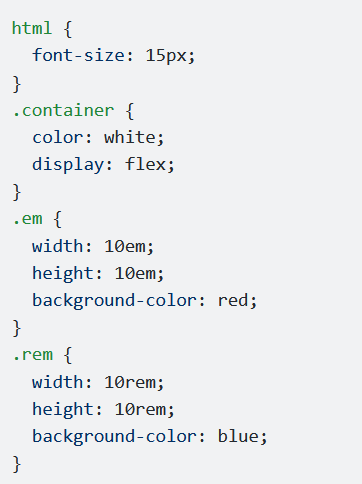 html {
  font-size: 15px;
}
.container {
  color: white;
  display: flex;
}
.em {
  width: 10em;
  height: 10em;
  background-color: red;
}
.rem {
  width: 10rem;
  height: 10rem;
  background-color: blue;
}